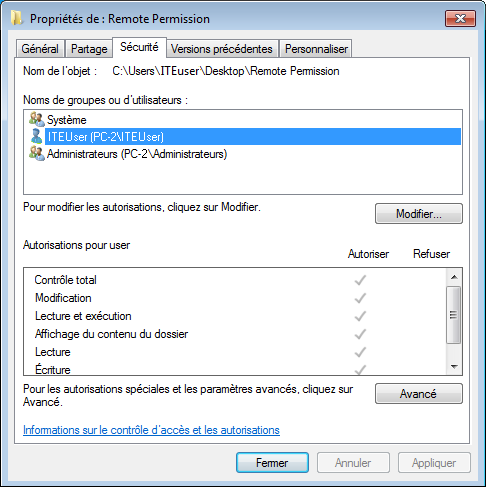 Propriétés de : Remote Permission
Général Partage Sécurité Versions précédentes Personnaliser
Nom de l'objet : C:\Users\ITEuser\Desktop\Remote Permission
Noms de groupes ou d'utilisateurs :
Système
ITEUser (PC-2\ITEUser)
Administrateurs (PC-2\Administrateurs)
Pour modifier les autorisations, cliquez sur Modifier.
Modifier...
Autorisations pour user Autoriser Refuser
Contrôle total
Modification
Lecture et exécution
Affichage du contenu du dossier
Lecture
Écriture
Pour les autorisations spéciales et les paramètres avancés, cliquez sur
Avancé.
Avancé
Informations sur le contrôle d'accès et les autorisations
Fermer Annuler Appliquer